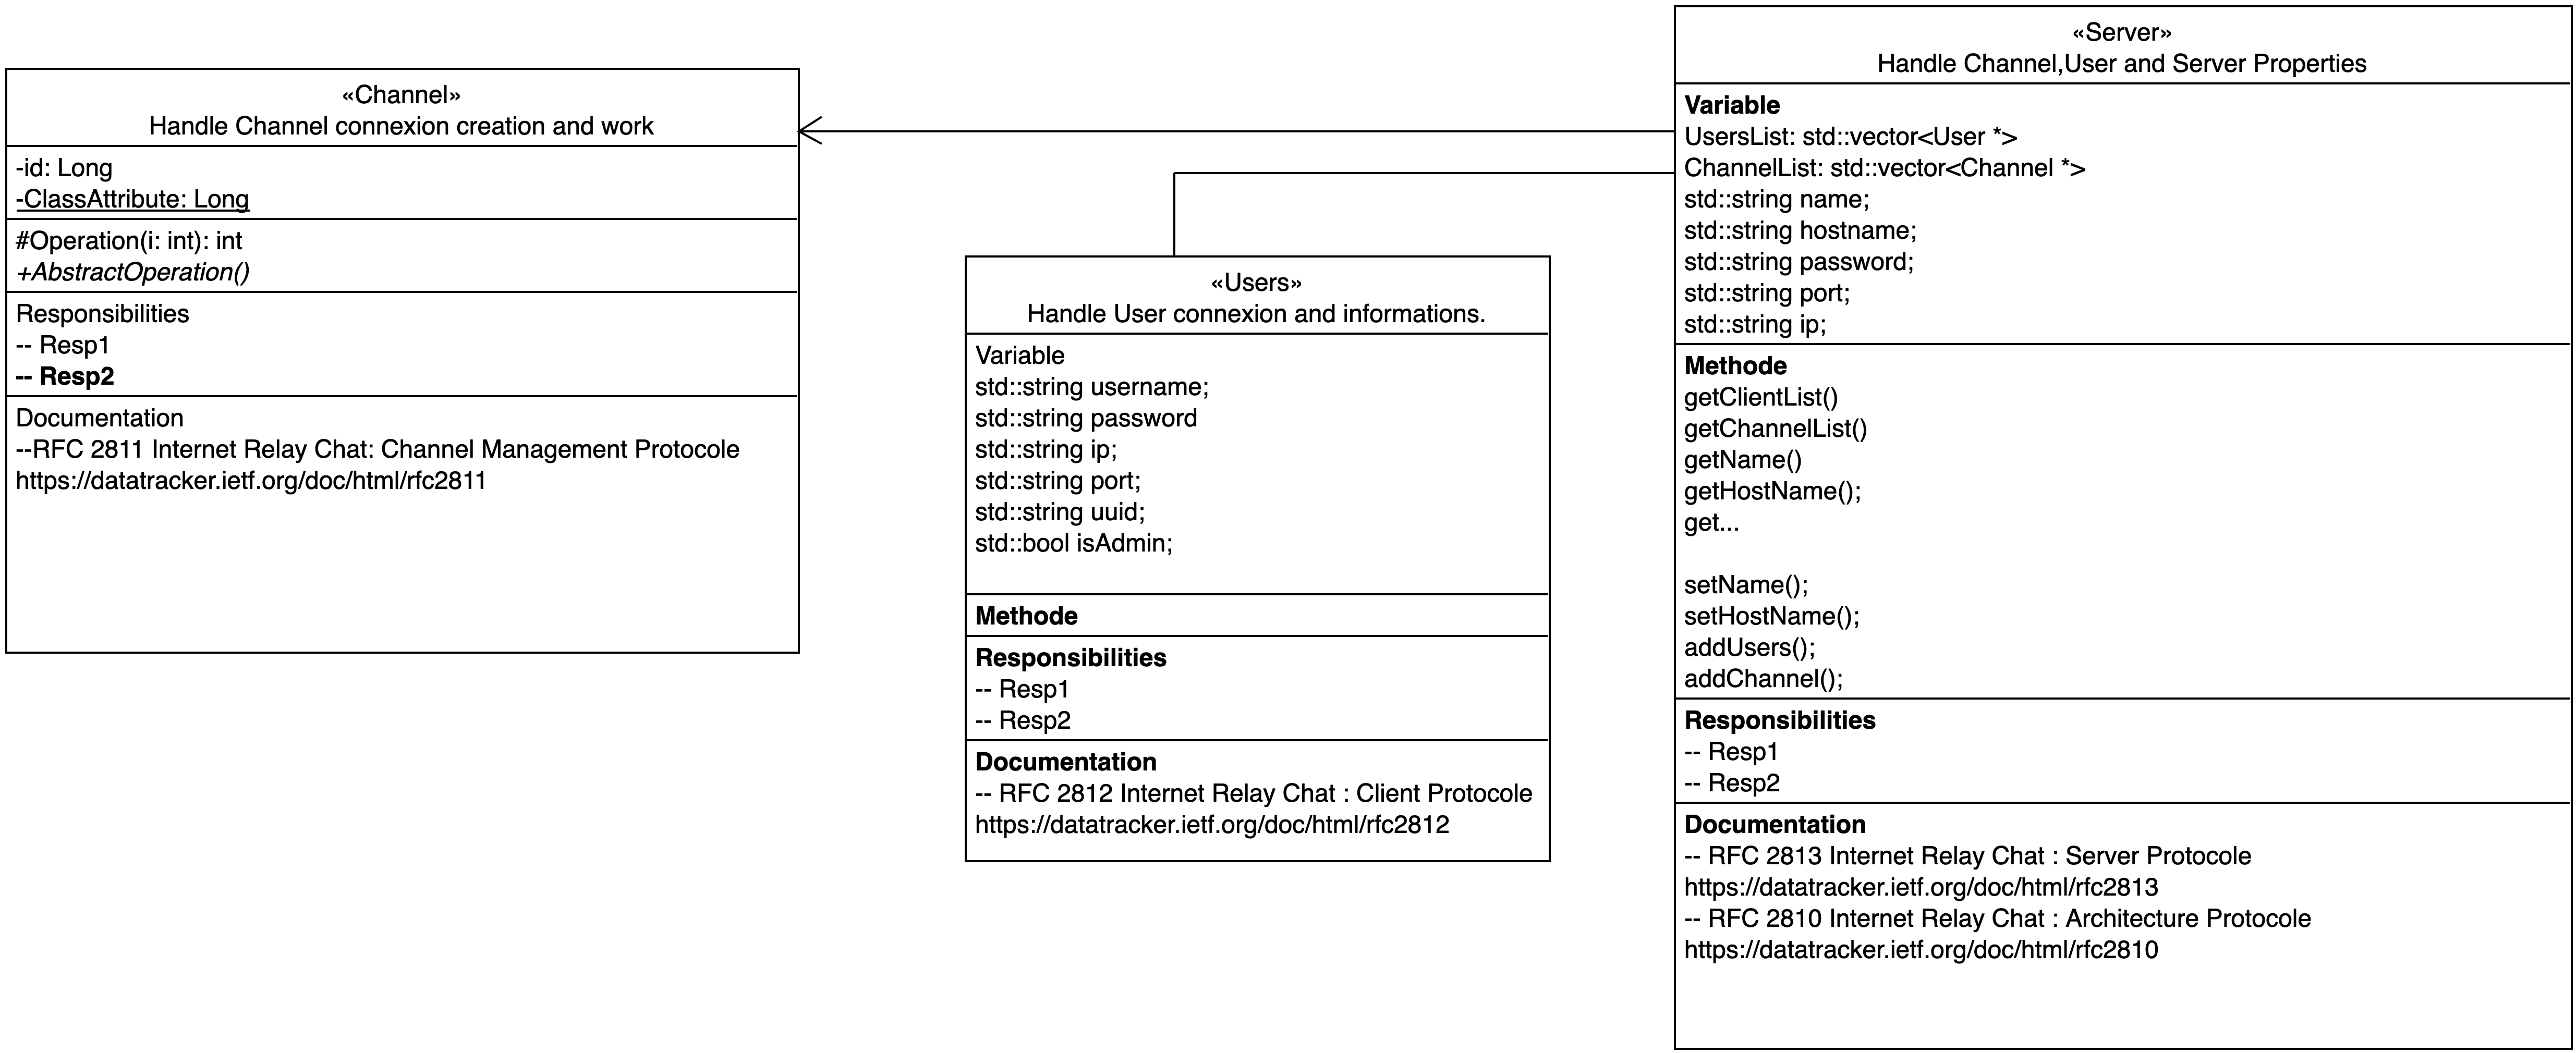 «Channel»
Handle Channel connexion creation and work
-id: Long
-ClassAttribute: Long
#Operation(i: int): int
+AbstractOperation()
Responsibilities
-- Resp1
-- Resp2
Documentation
--RFC 2811 Internet Relay Chat: Channel Management Protocole
https://datatracker.ietf.org/doc/html/rfc2811
«Users»
Handle User connexion and informations.
Variable
std::string username;
std::string password
std::string ip;
std::string port;
std::string uuid;
std::bool isAdmin;
Methode
Responsibilities
-- Resp1
-- Resp2
Documentation
-- RFC 2812 Internet Relay Chat : Client Protocole
https://datatracker.ietf.org/doc/html/rfc2812
«Server»
Handle Channel,User and Server Properties
Variable
UsersList: std::vector<User *>
ChannelList: std::vector<Channel *>
std::string name;
std::string hostname;
std::string password;
std::string port;
std::string ip;
Methode
getClientList()
getChannelList()
getName()
getHostName();
get...
setName();
setHostName();
addUsers();
addChannel();
Responsibilities
-- Resp1
-- Resp2
Documentation
-- RFC 2813 Internet Relay Chat : Server Protocole
https://datatracker.ietf.org/doc/html/rfc2813
-- RFC 2810 Internet Relay Chat : Architecture Protocole
https://datatracker.ietf.org/doc/html/rfc2810